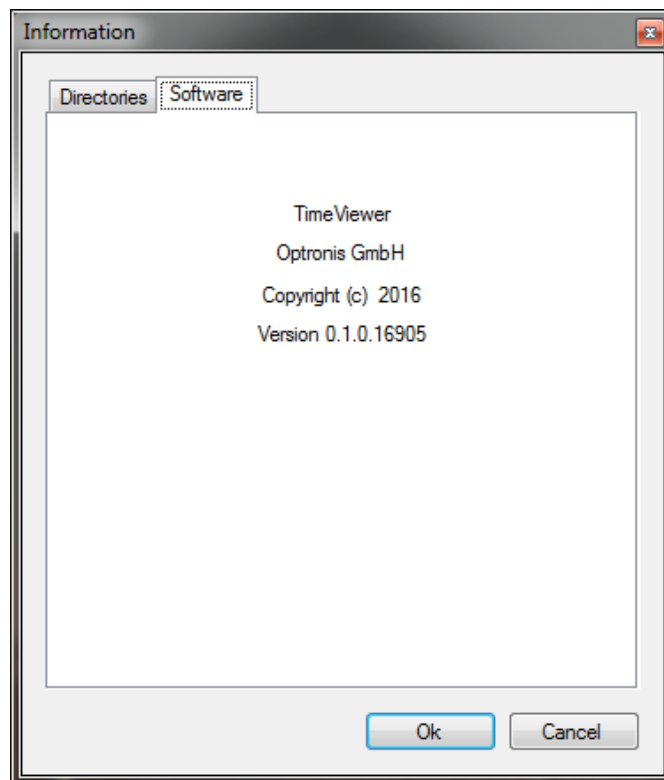 Information
Directories Software
TimeViewer
Optronis GmbH
Copyright (c) 2016
Version 0.1.0.16905
Ok Cancel